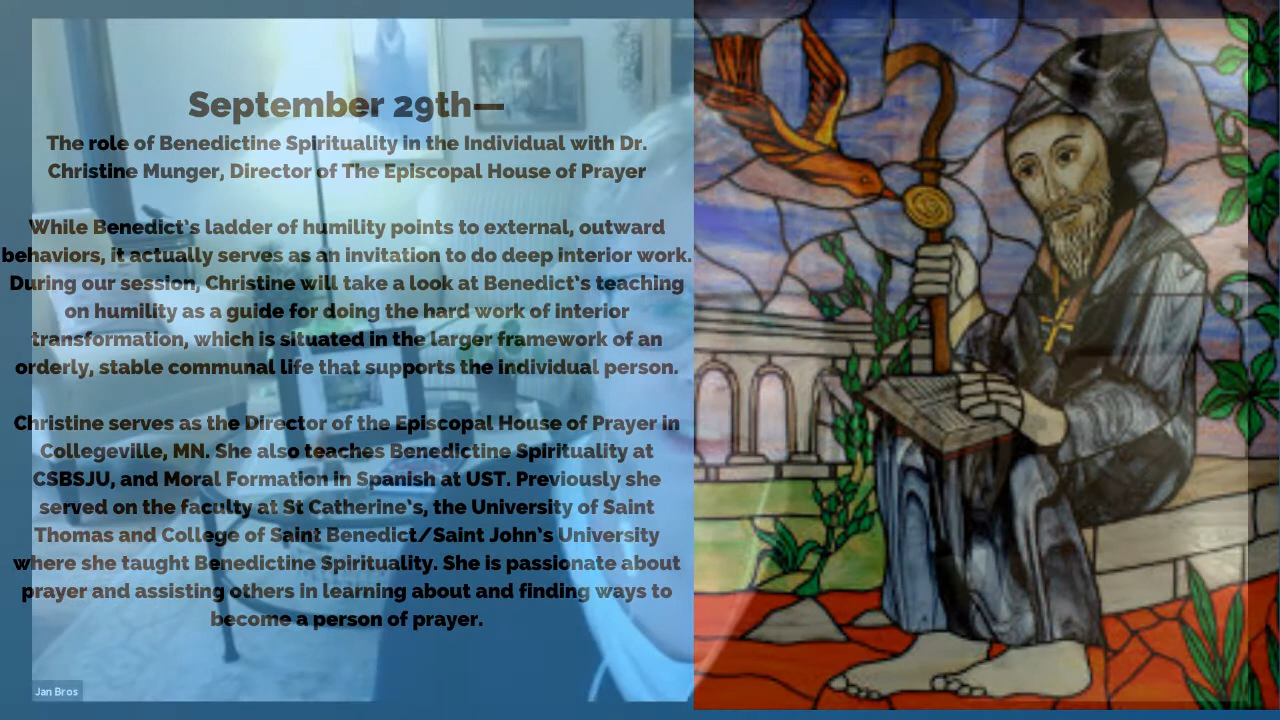 September 29th—
The role of Benedictine Spirituality in the Individual with Dr.
Christine Munger, Director of The Episcopal House of Prayer
While Benedict's ladder of humility points to external, outward
behaviors, it actually serves as an invitation to do deep interior work.
During our session, Christine will take a look at Benedict's teaching
on humility as a guide for doing the hard work of interior
transformation, which is situated in the larger framework of an
orderly, stable communal life that supports the individual person.
Christine serves as the Director of the Episcopal House of Prayer in
Collegeville, MN. She also teaches Benedictine Spirituality at
CSBSJU, and Moral Formation in Spanish at UST. Previously she
served on the faculty at St Catherine's, the University of Saint
Thomas and College of Saint Benedict/Saint John's University
where she taught Benedictine Spirituality. She is passionate about
prayer and assisting others in learning about and finding ways to
become a person of prayer.
Jan Bros